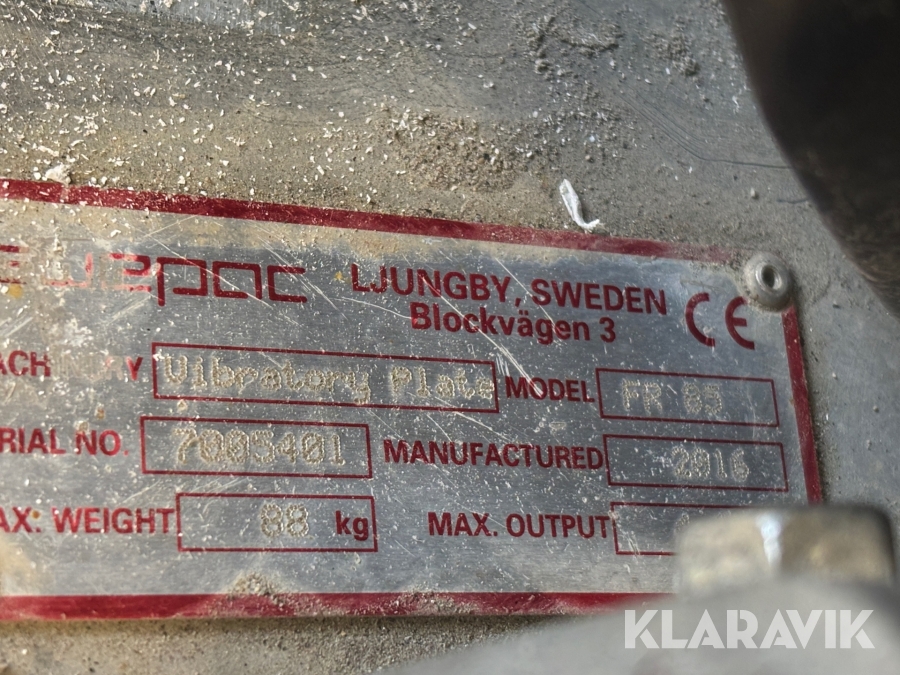 LJUNGBY, SWEDEN
Blockvägen 3
CE
Vibratory Plate MODEL FR 85
NO. 7005401 MANUFACTURED 2016
WEIGHT 88 kg MAX. OUTPUT
KLARAVIK